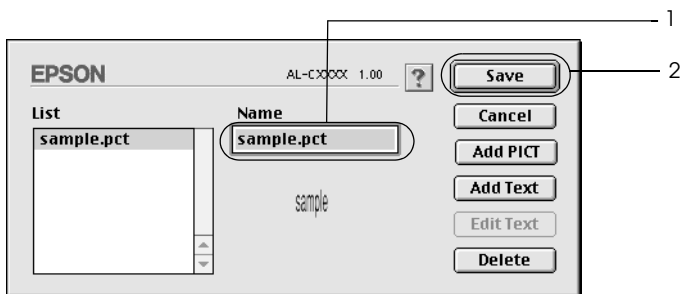 1
EPSON
AL-CXXXX 1.00
?
Save
2
List
Name
Cancel
sample.pct
sample.pct
Add PICT
sample
Add Text
Edit Text
Delete